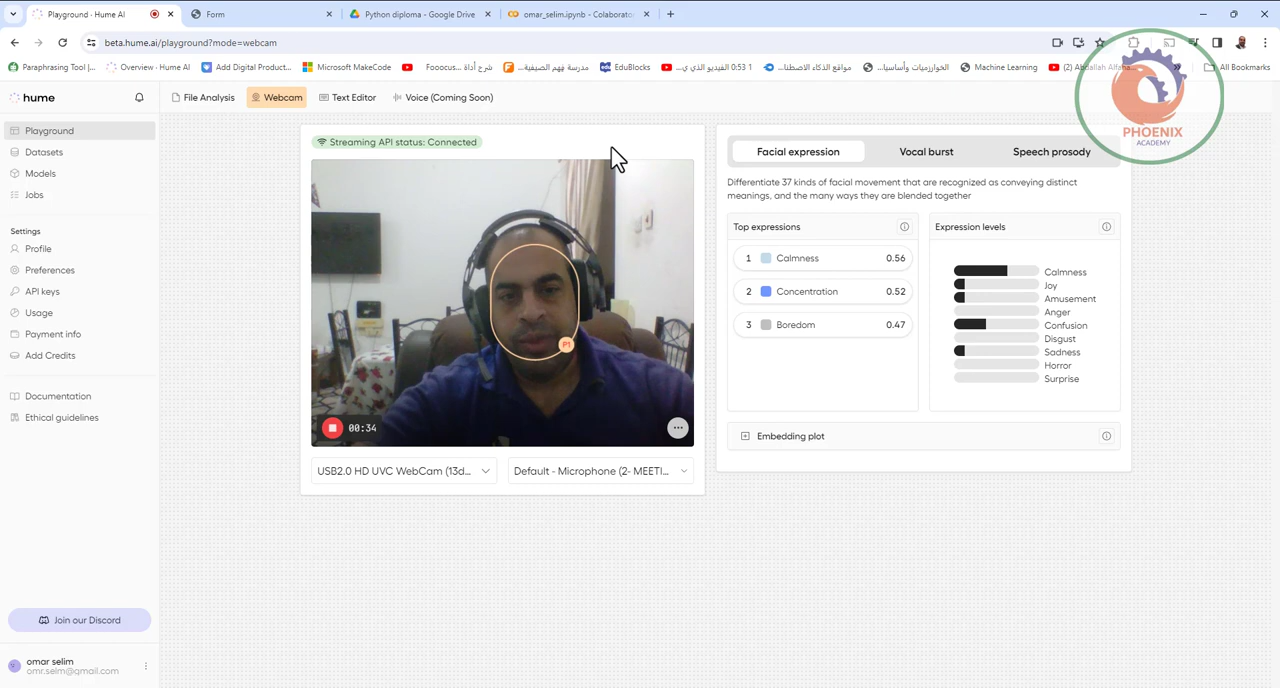 Playground · Hume AI
Form
Python diploma - Google Drive
omar_selim.ipynb - Colaborato
beta.hume.ai/playground?mode=webcam
Paraphrasing Tool |...
Overview · Hume AI
Add Digital Product...
Microsoft MakeCode
شرح أداة Foocus...
مدرسة فهم الصيفية...
EduBlocks
0:53 1 الفيديو الذي ي...
مواقع الذكاء الاصطنا...
الخوارزميات وأساسيا...
Machine Learning
(2) Abdallah Alfaha...
All Bookmarks
hume
File Analysis
Webcam
Text Editor
Voice (Coming Soon)
PHOENIX
ACADEMY
Playground
Datasets
Models
Jobs
Settings
Profile
Preferences
API keys
Usage
Payment info
Add Credits
Documentation
Ethical guidelines
Join our Discord
omar selim
omr.selm@gmail.com
Streaming API status: Connected
P1
00:34
USB2.0 HD UVC WebCam (13d...
Default - Microphone (2- MEETI...
Facial expression
Vocal burst
Speech prosody
Differentiate 37 kinds of facial movement that are recognized as conveying distinct
meanings, and the many ways they are blended together
Top expressions
1 Calmness 0.56
2 Concentration 0.52
3 Boredom 0.47
Expression levels
Calmness
Joy
Amusement
Anger
Confusion
Disgust
Sadness
Horror
Surprise
Embedding plot